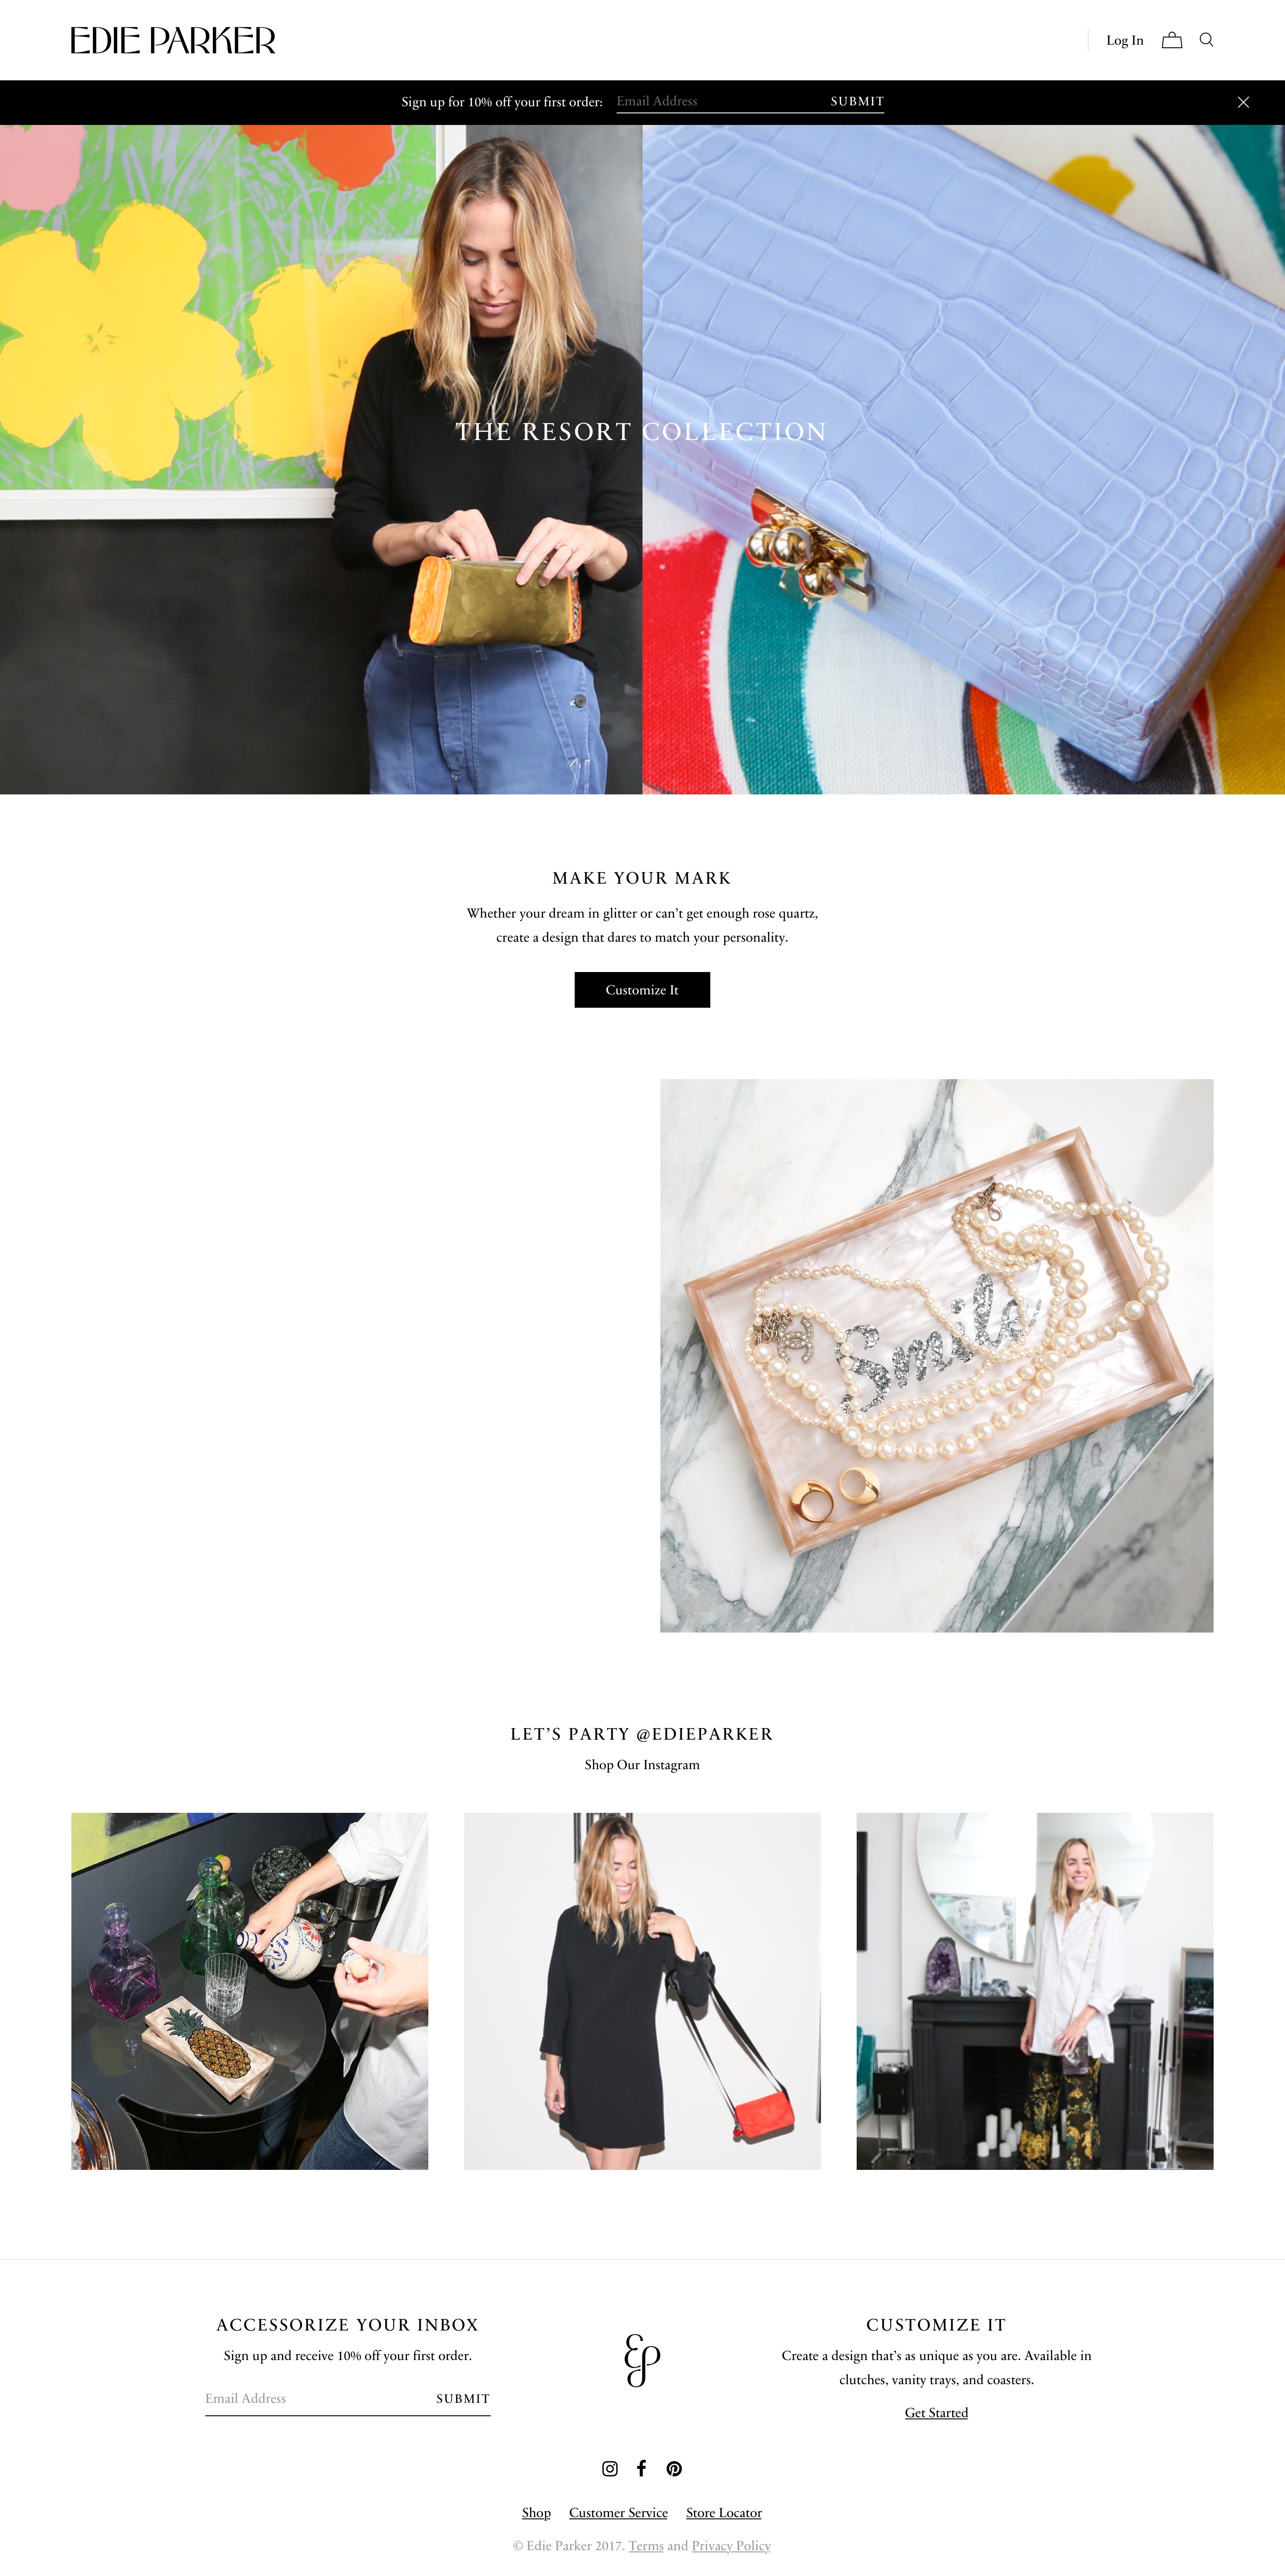 EDIE PARKER
Log In
Sign up for 10% off your first order: Email Address SUBMIT
THE RESORT COLLECTION
MAKE YOUR MARK
Whether your dream in glitter or can’t get enough rose quartz,
create a design that dares to match your personality.
Customize It
Smile
LET’S PARTY @EDIEPARKER
Shop Our Instagram
ACCESSORIZE YOUR INBOX
Sign up and receive 10% off your first order.
Email Address SUBMIT
ep
CUSTOMIZE IT
Create a design that’s as unique as you are. Available in
clutches, vanity trays, and coasters.
Get Started
Shop Customer Service Store Locator
© Edie Parker 2017. Terms and Privacy Policy